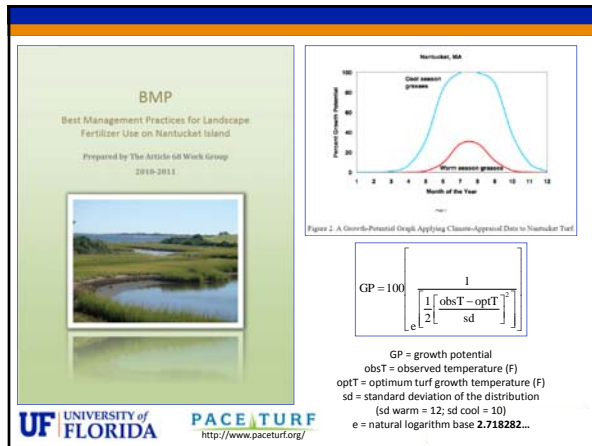 BMP
Best Management Practices for Landscape
Fertilizer Use on Nantucket Island
Prepared by The Article 68 Work Group
2010-2011
Nantucket, MA
Cool season
grasses
Percent Growth Potential
100
80
60
40
20
0
Warm season grasses
1 2 3 4 5 6 7 8 9 10 11 12
Month of the Year
Figure 2. A Growth-Potential Graph Applying Climate-Appraisal Data to Nantucket Turf.
GP = 100[1 / e^[1/2[obsT − optT / sd]^2]]
GP = growth potential
obsT = observed temperature (F)
optT = optimum turf growth temperature (F)
sd = standard deviation of the distribution
(sd warm = 12; sd cool = 10)
e = natural logarithm base 2.718282…
UF UNIVERSITY of
FLORIDA
PACE TURF
http://www.paceturf.org/